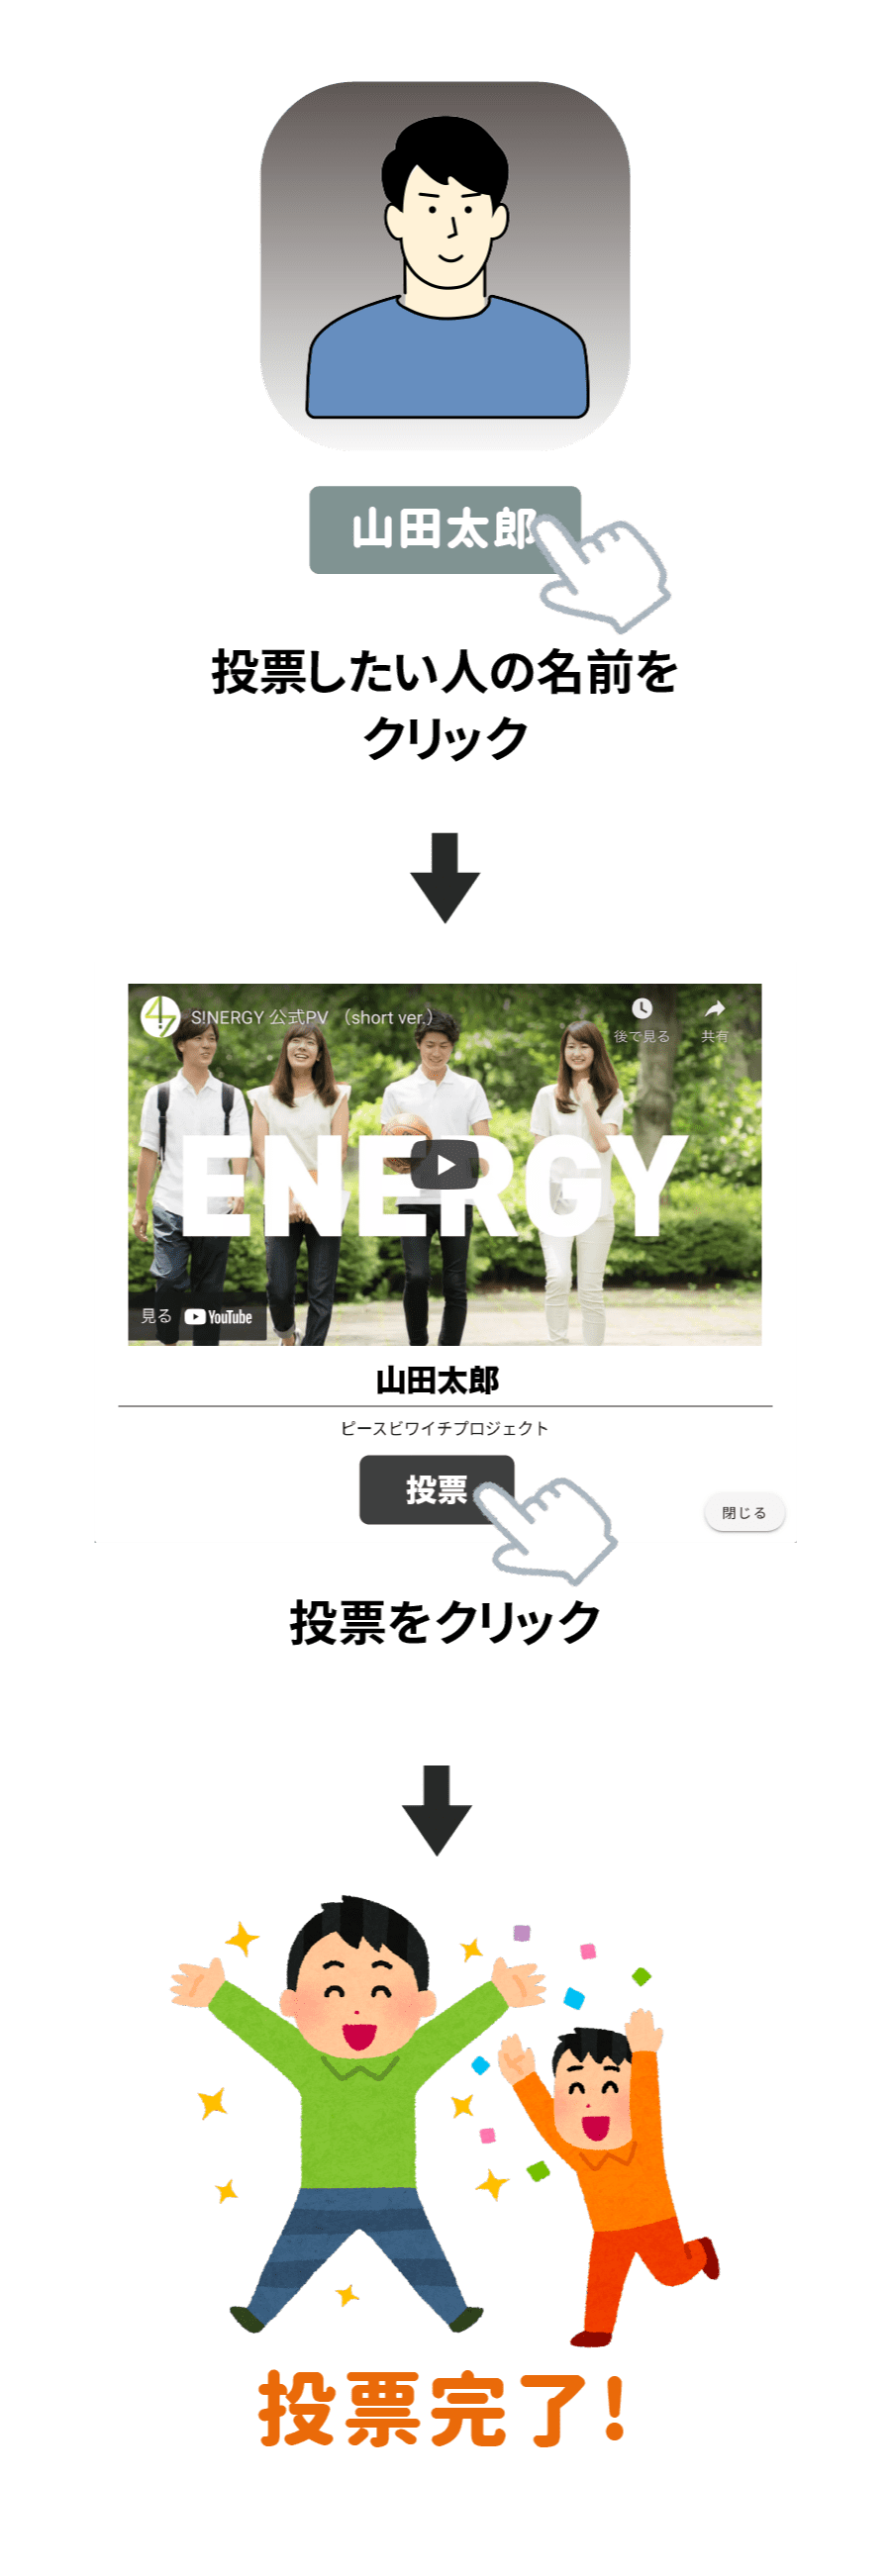 山田太郎
投票したい人の名前を
クリック
S!NERGY 公式PV （short ver.）
後で見る
共有
ENERGY
見る YouTube
山田太郎
ピースビワイチプロジェクト
投票
閉じる
投票をクリック
投票完了!